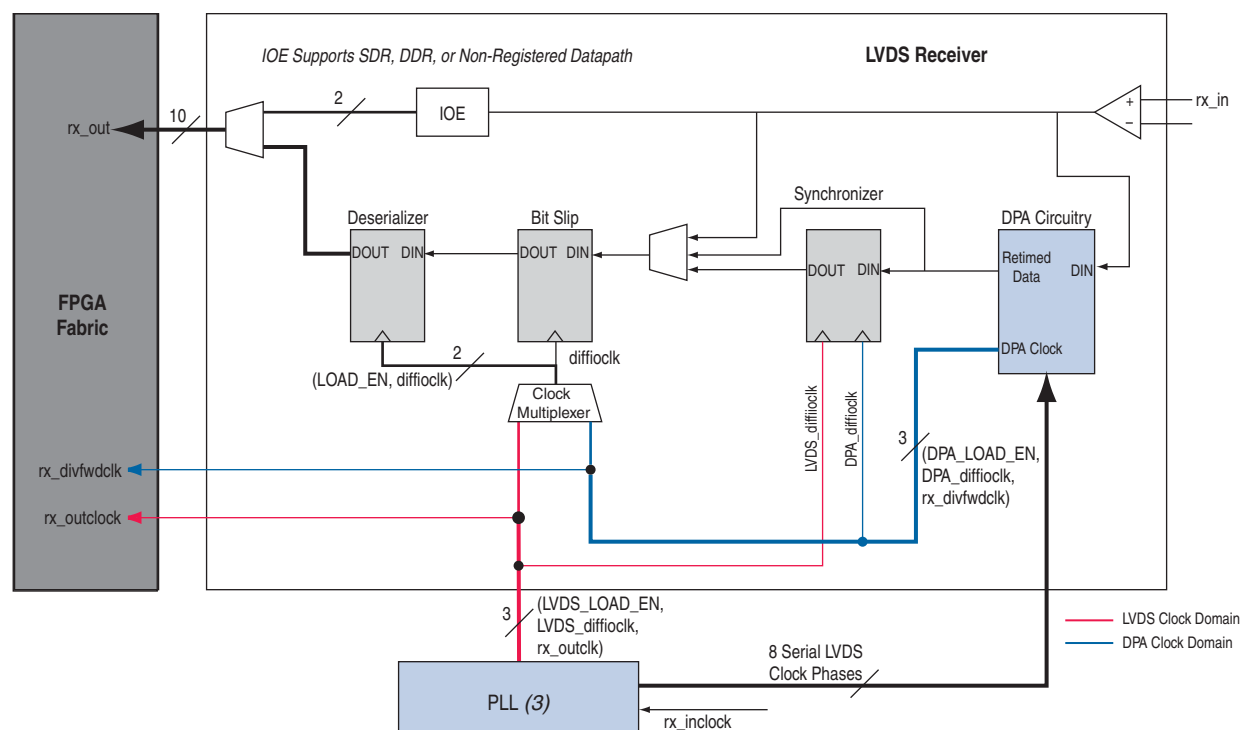 IOE Supports SDR, DDR, or Non-Registered Datapath
LVDS Receiver
2
IOE
+
−
rx_in
10
rx_out
Synchronizer
Deserializer
Bit Slip
DPA Circuitry
DOUT DIN
DOUT DIN
DOUT DIN
Retimed
Data
DIN
FPGA
Fabric
DPA Clock
2
diffioclk
(LOAD_EN, diffioclk)
Clock
Multiplexer
LVDS_diffiioclk
DPA_diffioclk
3
(DPA_LOAD_EN,
DPA_diffioclk,
rx_divfwdclk)
rx_divfwdclk
rx_outclock
3
(LVDS_LOAD_EN,
LVDS_diffioclk,
rx_outclk)
LVDS Clock Domain
DPA Clock Domain
8 Serial LVDS
Clock Phases
PLL (3)
rx_inclock